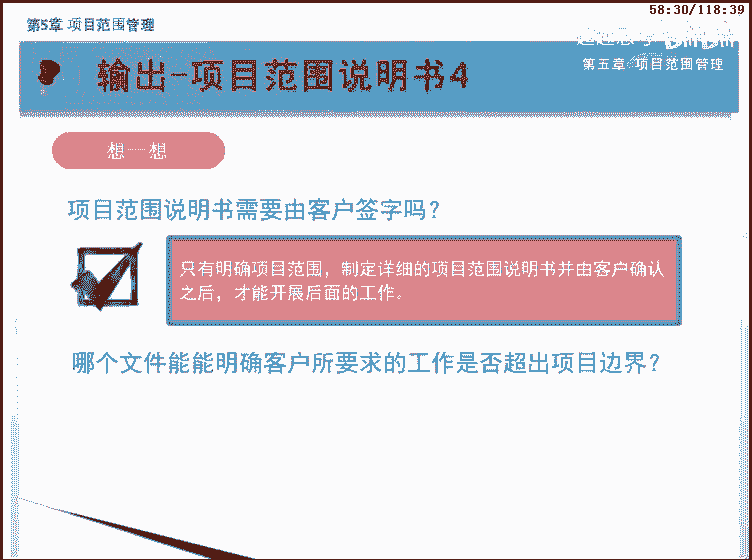 58:30/118:39
第5章 项目范围管理
输出-项目范围说明书4
第五章 项目范围管理
想一想
项目范围说明书需要由客户签字吗？
只有明确项目范围，制定详细的项目范围说明书并由客户确认
之后，才能开展后面的工作。
哪个文件能能明确客户所要求的工作是否超出项目边界？